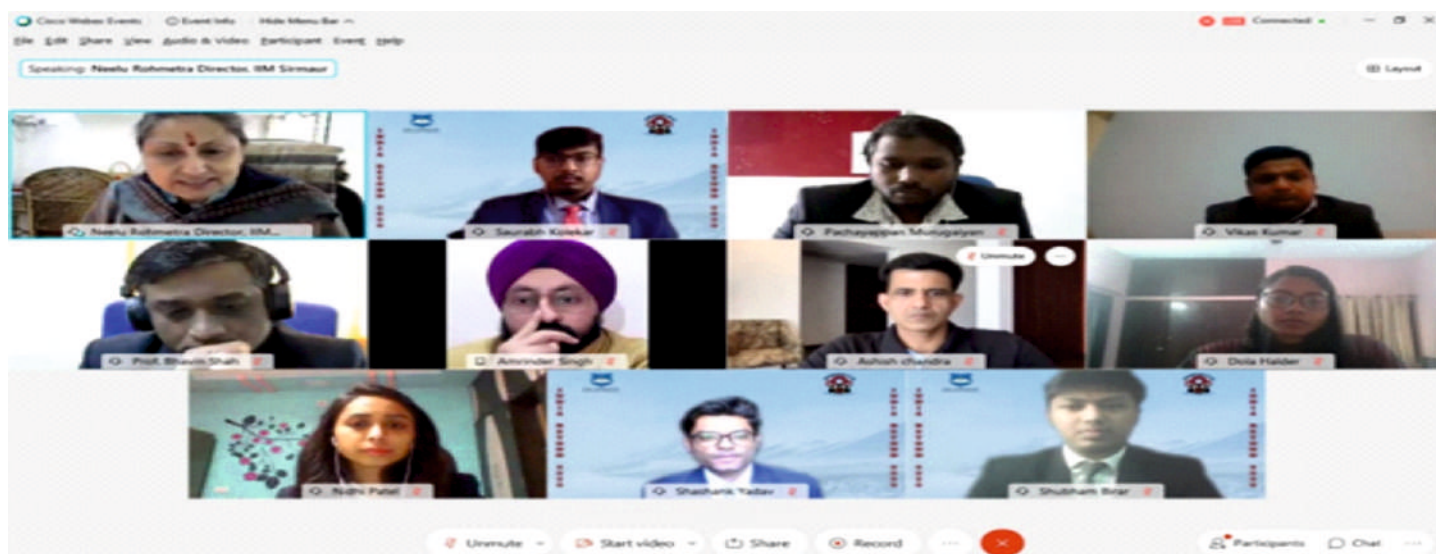 Cisco Webex Events Event Info Hide Menu Bar
Connected
File Edit Share View Audio & Video Participant Event Help
Speaking: Neelu Rohmetra Director, IIM Sirmaur
Layout
Neelu Rohmetra Director, IIM...
Saurabh Kolekar
Pachayappan Murugaiyan
Vikas Kumar
Prof. Bhavin Shah
Amrinder Singh
Unmute
Ashish chandra
Dola Halder
Nidhi Patel
Shashank Yadav
Shubham Birar
Unmute Start video Share Record Participants Chat